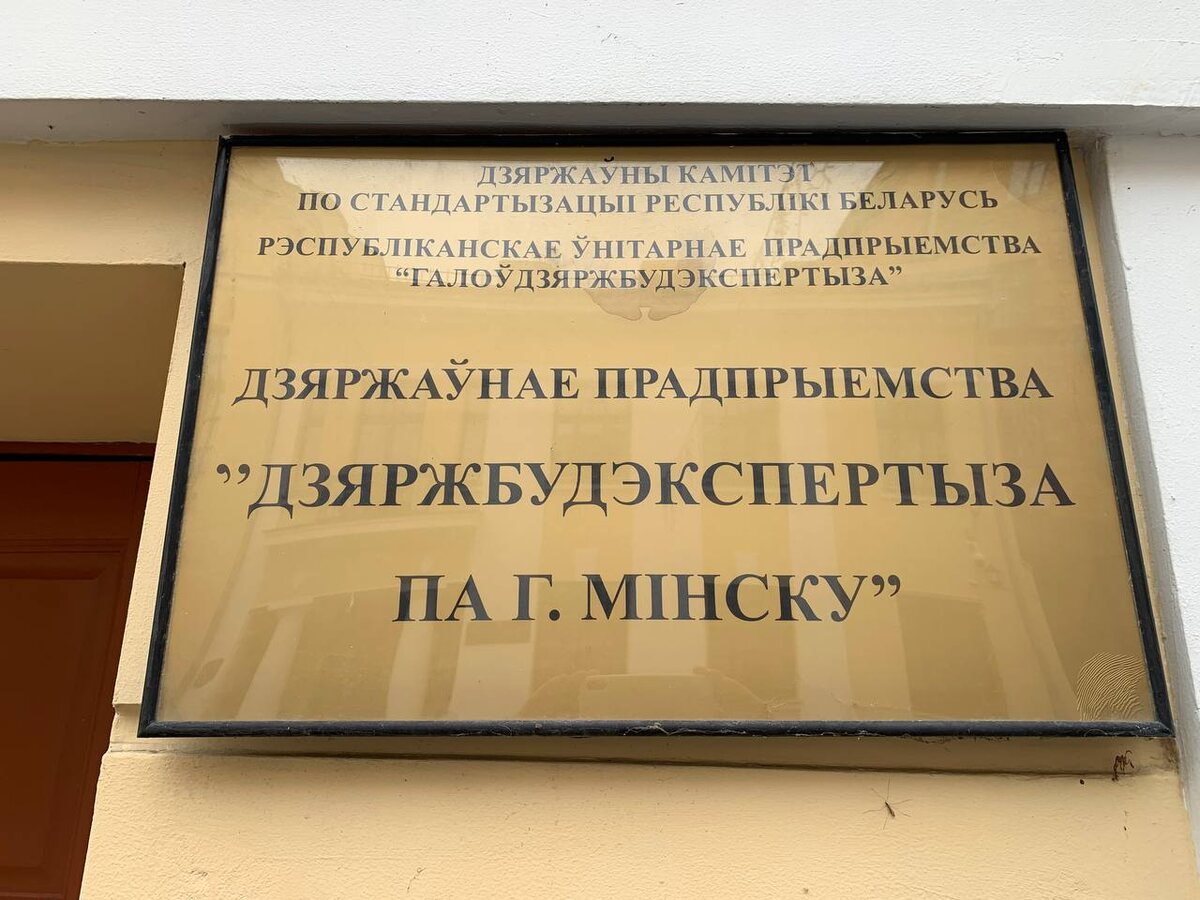 ДЗЯРЖАЎНЫ КАМІТЭТ
ПО СТАНДАРТЫЗАЦЫІ РЕСПУБЛІКІ БЕЛАРУСЬ
РЭСПУБЛІКАНСКАЕ ЎНІТАРНАЕ ПРАДПРЫЕМСТВА
“ГАЛОЎДЗЯРЖБУДЭКСПЕРТЫЗА”
ДЗЯРЖАЎНАЕ ПРАДПРЫЕМСТВА
”ДЗЯРЖБУДЭКСПЕРТЫЗА
ПА Г. МІНСКУ”